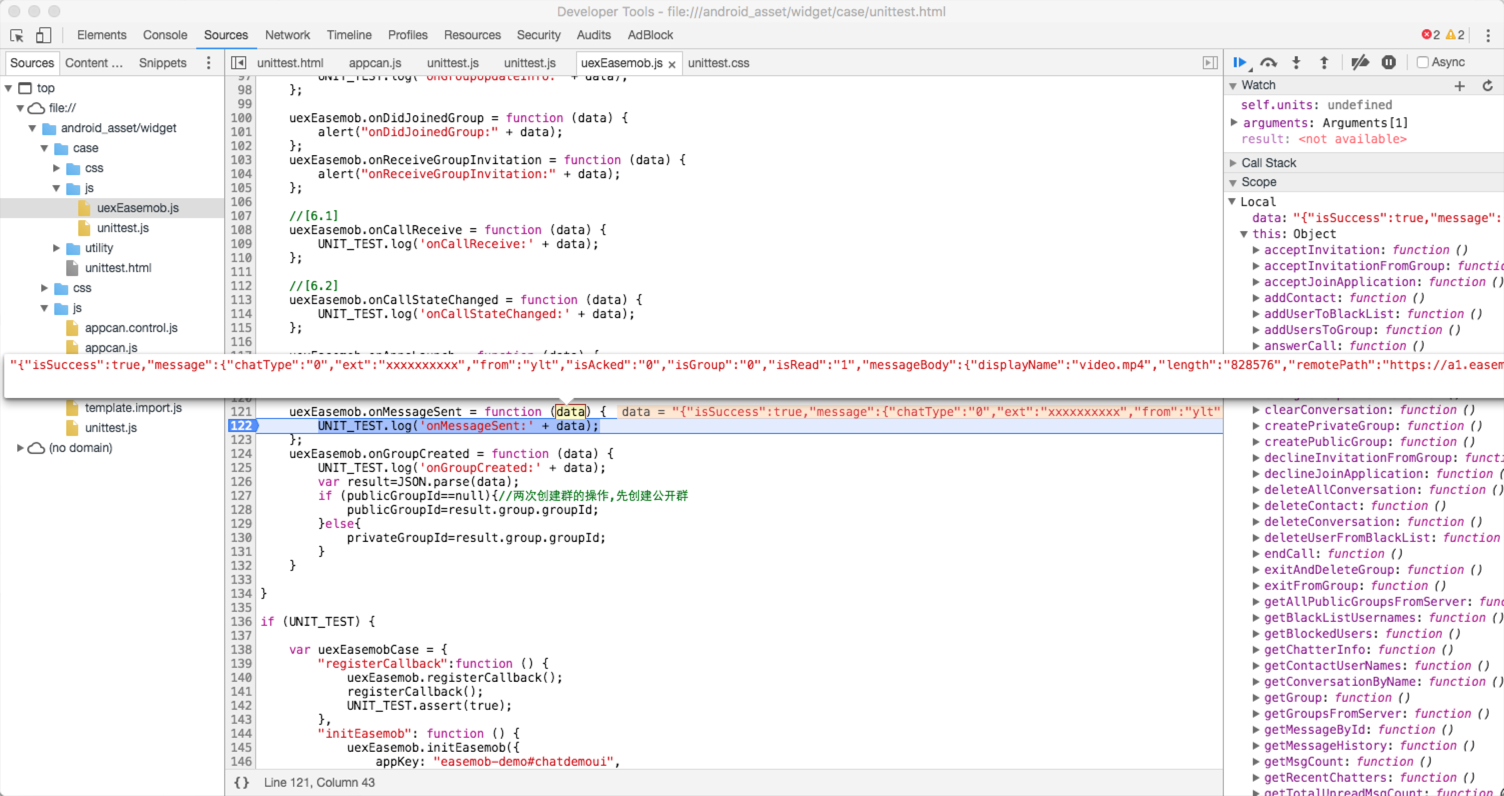 Developer Tools - file:///android_asset/widget/case/unittest.html
Elements Console Sources Network Timeline Profiles Resources Security Audits AdBlock 2 2
Sources Content ... Snippets
unittest.html appcan.js unittest.js unittest.js uexEasemob.js × unittest.css
Async
top
file://
android_asset/widget
case
css
js
uexEasemob.js
unittest.js
utility
unittest.html
css
js
appcan.control.js
appcan.js
template.import.js
unittest.js
(no domain)
98 };
99
100 uexEasemob.onDidJoinedGroup = function (data) {
101 alert("onDidJoinedGroup:" + data);
102 };
103 uexEasemob.onReceiveGroupInvitation = function (data) {
104 alert("onReceiveGroupInvitation:" + data);
105 };
106
107 //[6.1]
108 uexEasemob.onCallReceive = function (data) {
109 UNIT_TEST.log('onCallReceive:' + data);
110 };
111
112 //[6.2]
113 uexEasemob.onCallStateChanged = function (data) {
114 UNIT_TEST.log('onCallStateChanged:' + data);
115 };
116
"{"isSuccess":true,"message":{"chatType":"0","ext":"xxxxxxxxxx","from":"ylt","isAcked":"0","isGroup":"0","isRead":"1","messageBody":{"displayName":"video.mp4","length":"828576","remotePath":"https://a1.easem
121 uexEasemob.onMessageSent = function (data) { data = "{"isSuccess":true,"message":{"chatType":"0","ext":"xxxxxxxxxx","from":"ylt"
122 UNIT_TEST.log('onMessageSent:' + data);
123 };
124 uexEasemob.onGroupCreated = function (data) {
125 UNIT_TEST.log('onGroupCreated:' + data);
126 var result=JSON.parse(data);
127 if (publicGroupId==null){//两次创建群的操作,先创建公开群
128 publicGroupId=result.group.groupId;
129 }else{
130 privateGroupId=result.group.groupId;
131 }
132 }
133
134 }
135
136 if (UNIT_TEST) {
137
138 var uexEasemobCase = {
139 "registerCallback":function () {
140 uexEasemob.registerCallback();
141 registerCallback();
142 UNIT_TEST.assert(true);
143 },
144 "initEasemob": function () {
145 uexEasemob.initEasemob({
146 appKey: "easemob-demo#chatdemoui",
{} Line 121, Column 43
Watch
self.units: undefined
arguments: Arguments[1]
result: <not available>
Call Stack
Scope
Local
data: "{"isSuccess":true,"message":
this: Object
acceptInvitation: function ()
acceptInvitationFromGroup: functio
acceptJoinApplication: function ()
addContact: function ()
addUserToBlackList: function ()
addUsersToGroup: function ()
answerCall: function ()
clearConversation: function ()
createPrivateGroup: function ()
createPublicGroup: function ()
declineInvitationFromGroup: functi
declineJoinApplication: function (
deleteAllConversation: function ()
deleteContact: function ()
deleteConversation: function ()
deleteUserFromBlackList: function
endCall: function ()
exitAndDeleteGroup: function ()
exitFromGroup: function ()
getAllPublicGroupsFromServer: func
getBlackListUsernames: function ()
getBlockedUsers: function ()
getChatterInfo: function ()
getContactUserNames: function ()
getConversationByName: function ()
getGroup: function ()
getGroupsFromServer: function ()
getMessageById: function ()
getMessageHistory: function ()
getMsgCount: function ()
getRecentChatters: function ()
getTotalUnreadMsgCount: function (